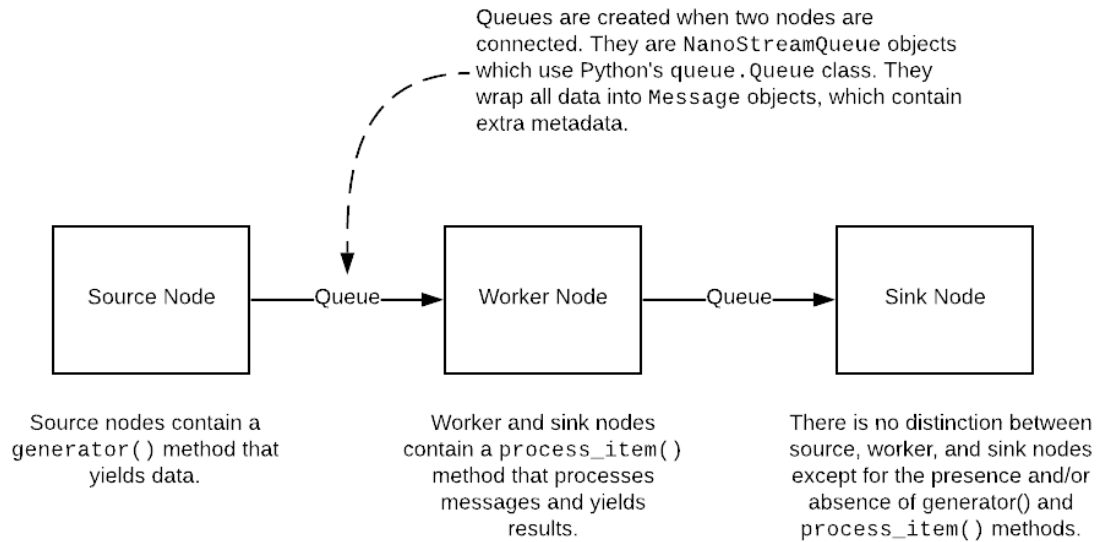 Queues are created when two nodes are
connected. They are NanoStreamQueue objects
which use Python's queue.Queue class. They
wrap all data into Message objects, which contain
extra metadata.
Source Node
Queue
Worker Node
Queue
Sink Node
Source nodes contain a
generator() method that
yields data.
Worker and sink nodes
contain a process_item()
method that processes
messages and yields
results.
There is no distinction between
source, worker, and sink nodes
except for the presence and/or
absence of generator() and
process_item() methods.